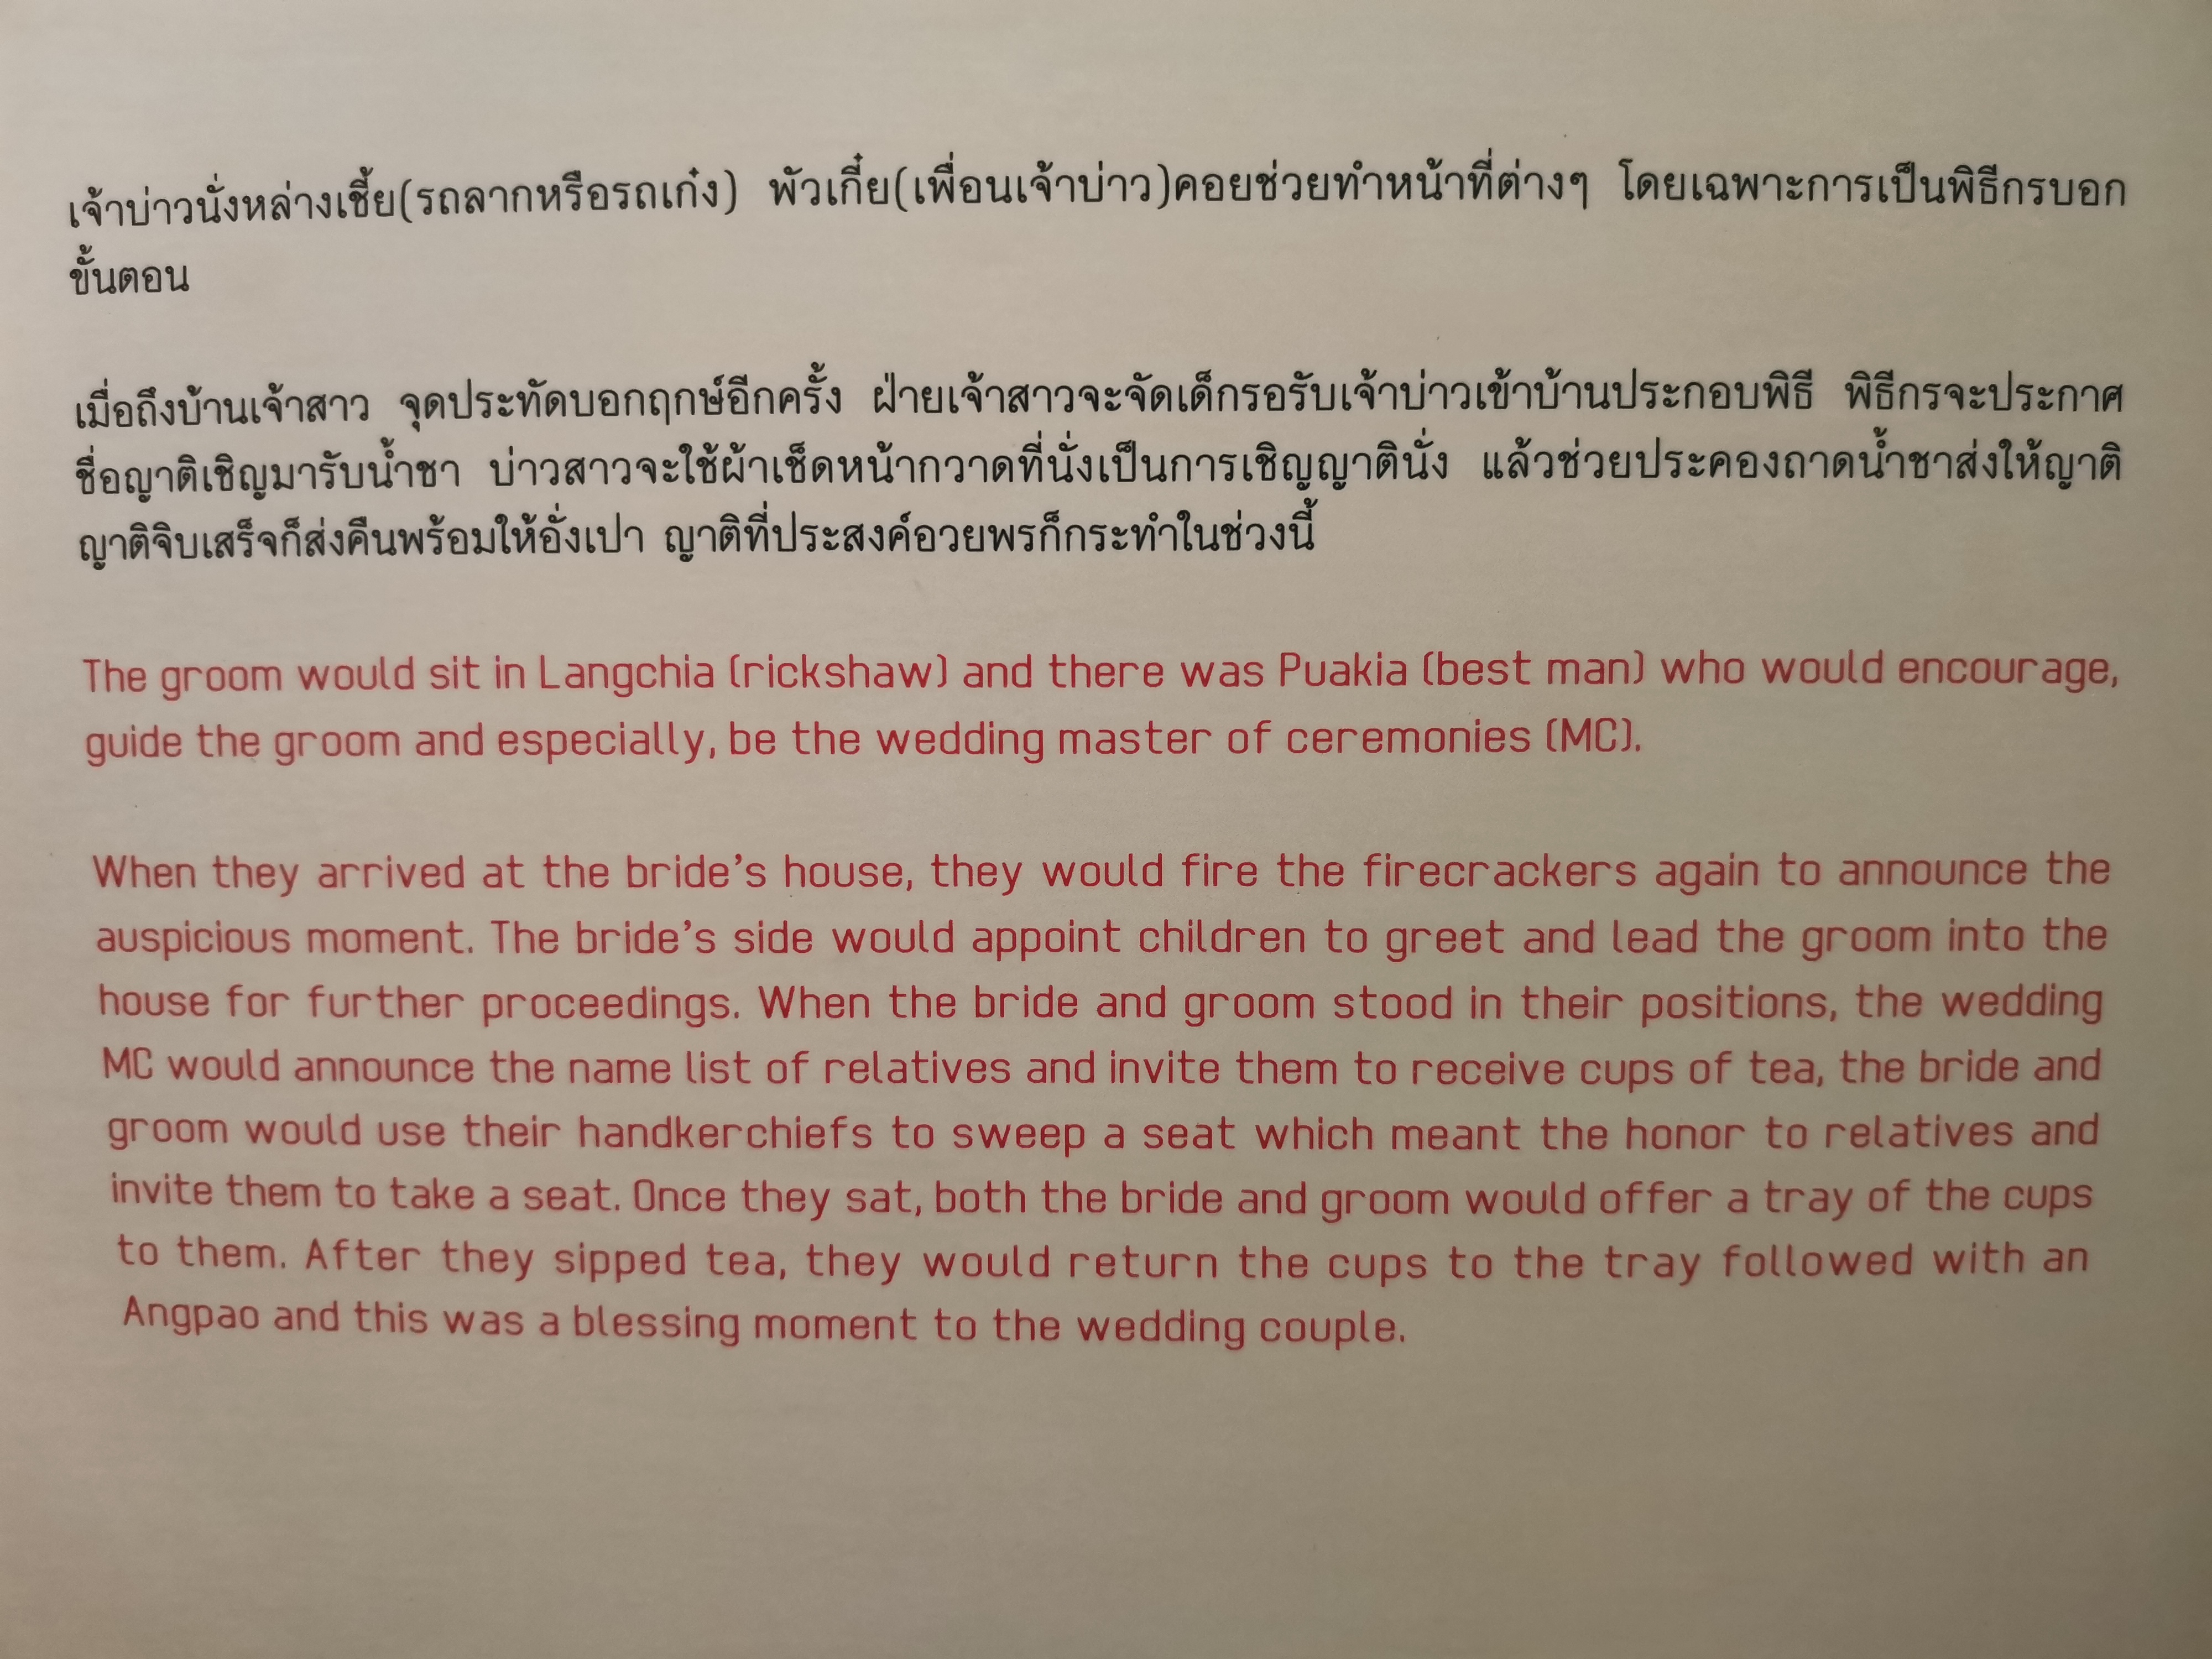 เจ้าบ่าวนั่งหล่างเชี้ย(รถลากหรือรถเก๋ง) พัวเกี๋ย(เพื่อนเจ้าบ่าว)คอยช่วยทำหน้าที่ต่างๆ โดยเฉพาะการเป็นพิธีกรบอก
ขั้นตอน
เมื่อถึงบ้านเจ้าสาว จุดประทัดบอกฤกษ์อีกครั้ง ฝ่ายเจ้าสาวจะจัดเด็กรอรับเจ้าบ่าวเข้าบ้านประกอบพิธี พิธีกรจะประกาศ
ชื่อญาติเชิญมารับน้ำชา บ่าวสาวจะใช้ผ้าเช็ดหน้ากวาดที่นั่งเป็นการเชิญญาตินั่ง แล้วช่วยประคองถาดน้ำชาส่งให้ญาติ
ญาติจิบเสร็จก็ส่งคืนพร้อมให้อั่งเปา ญาติที่ประสงค์อวยพรก็กระทำในช่วงนี้
The groom would sit in Langchia (rickshaw) and there was Puakia (best man) who would encourage,
guide the groom and especially, be the wedding master of ceremonies (MC).
When they arrived at the bride's house, they would fire the firecrackers again to announce the
auspicious moment. The bride's side would appoint children to greet and lead the groom into the
house for further proceedings. When the bride and groom stood in their positions, the wedding
MC would announce the name list of relatives and invite them to receive cups of tea, the bride and
groom would use their handkerchiefs to sweep a seat which meant the honor to relatives and
invite them to take a seat. Once they sat, both the bride and groom would offer a tray of the cups
to them. After they sipped tea, they would return the cups to the tray followed with an
Angpao and this was a blessing moment to the wedding couple.